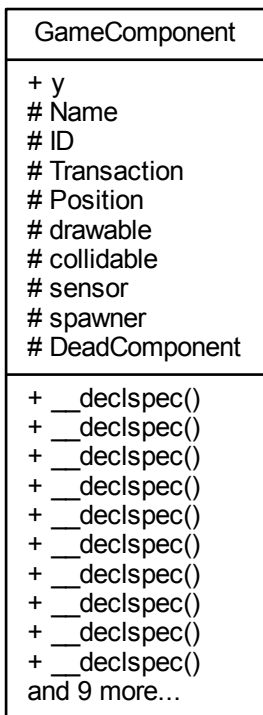 GameComponent
+ y
# Name
# ID
# Transaction
# Position
# drawable
# collidable
# sensor
# spawner
# DeadComponent
+ __declspec()
+ __declspec()
+ __declspec()
+ __declspec()
+ __declspec()
+ __declspec()
+ __declspec()
+ __declspec()
+ __declspec()
+ __declspec()
and 9 more...